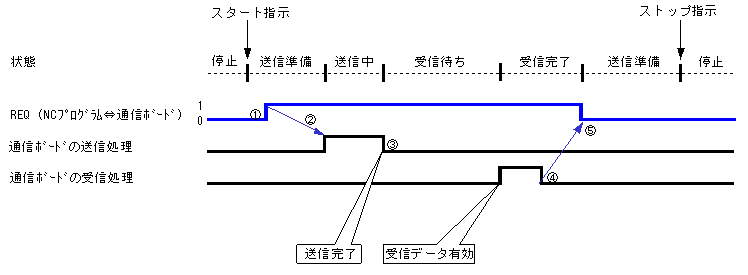 スタート指示 ストップ指示
状態 停止 送信準備 送信中 受信待ち 受信完了 送信準備 停止
REQ (NCﾌﾟﾛｸﾞﾗﾑ⇔通信ﾎﾞｰﾄﾞ) 1
0 ① ② ⑤
通信ﾎﾞｰﾄﾞの送信処理 ③
通信ﾎﾞｰﾄﾞの受信処理 ④
送信完了 受信データ有効